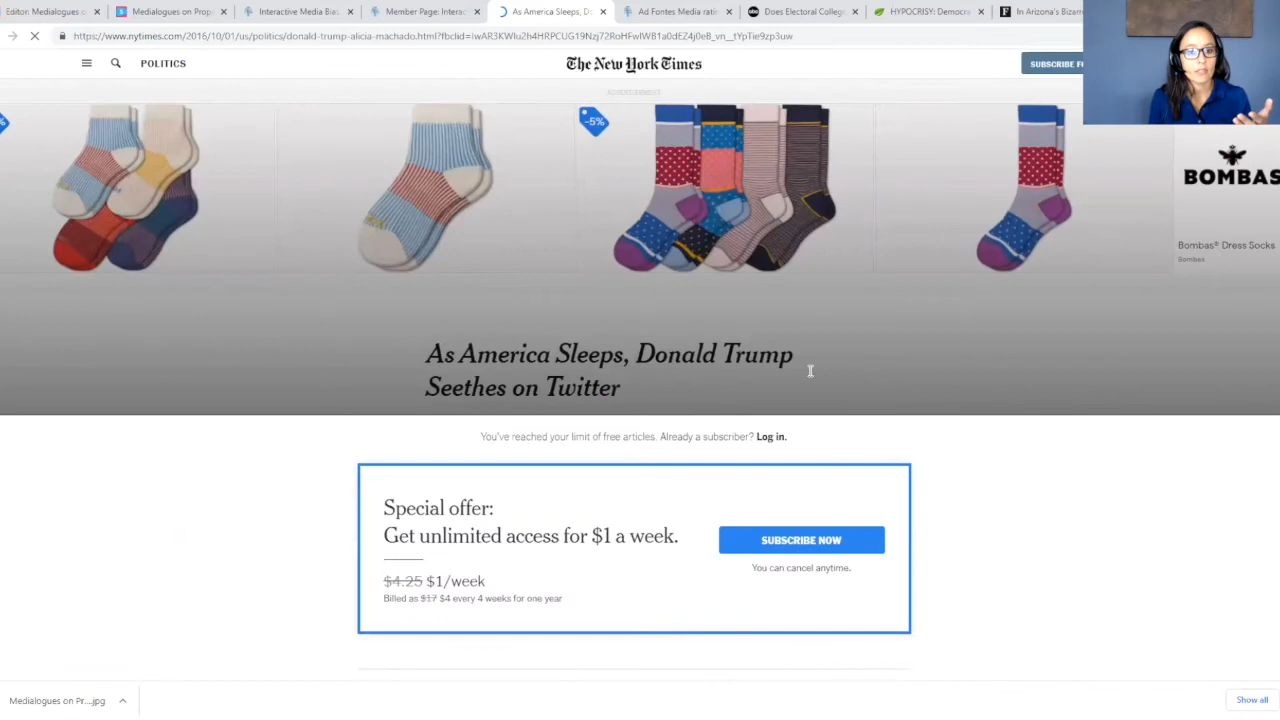 Editor: Medialogues o
Medialogues on Prop
Interactive Media Bia
Member Page: Interac
As America Sleeps, D
Ad Fontes Media rati
Does Electoral Colleg
HYPOCRISY: Democra
In Arizona's Bizarr
https://www.nytimes.com/2016/10/01/us/politics/donald-trump-alicia-machado.html?fbclid=
POLITICS
The New York Times
SUBSCRIBE F
ADVERTISEMENT
%
-5%
BOMBAS
Bombas® Dress Socks
Bombas
As America Sleeps, Donald Trump
Seethes on Twitter
You've reached your limit of free articles. Already a subscriber? Log in.
Special offer:
Get unlimited access for $1 a week.
$4.25 $1/week
Billed as $17 $4 every 4 weeks for one year
SUBSCRIBE NOW
You can cancel anytime.
Medialogues on Pr....jpg
Show all